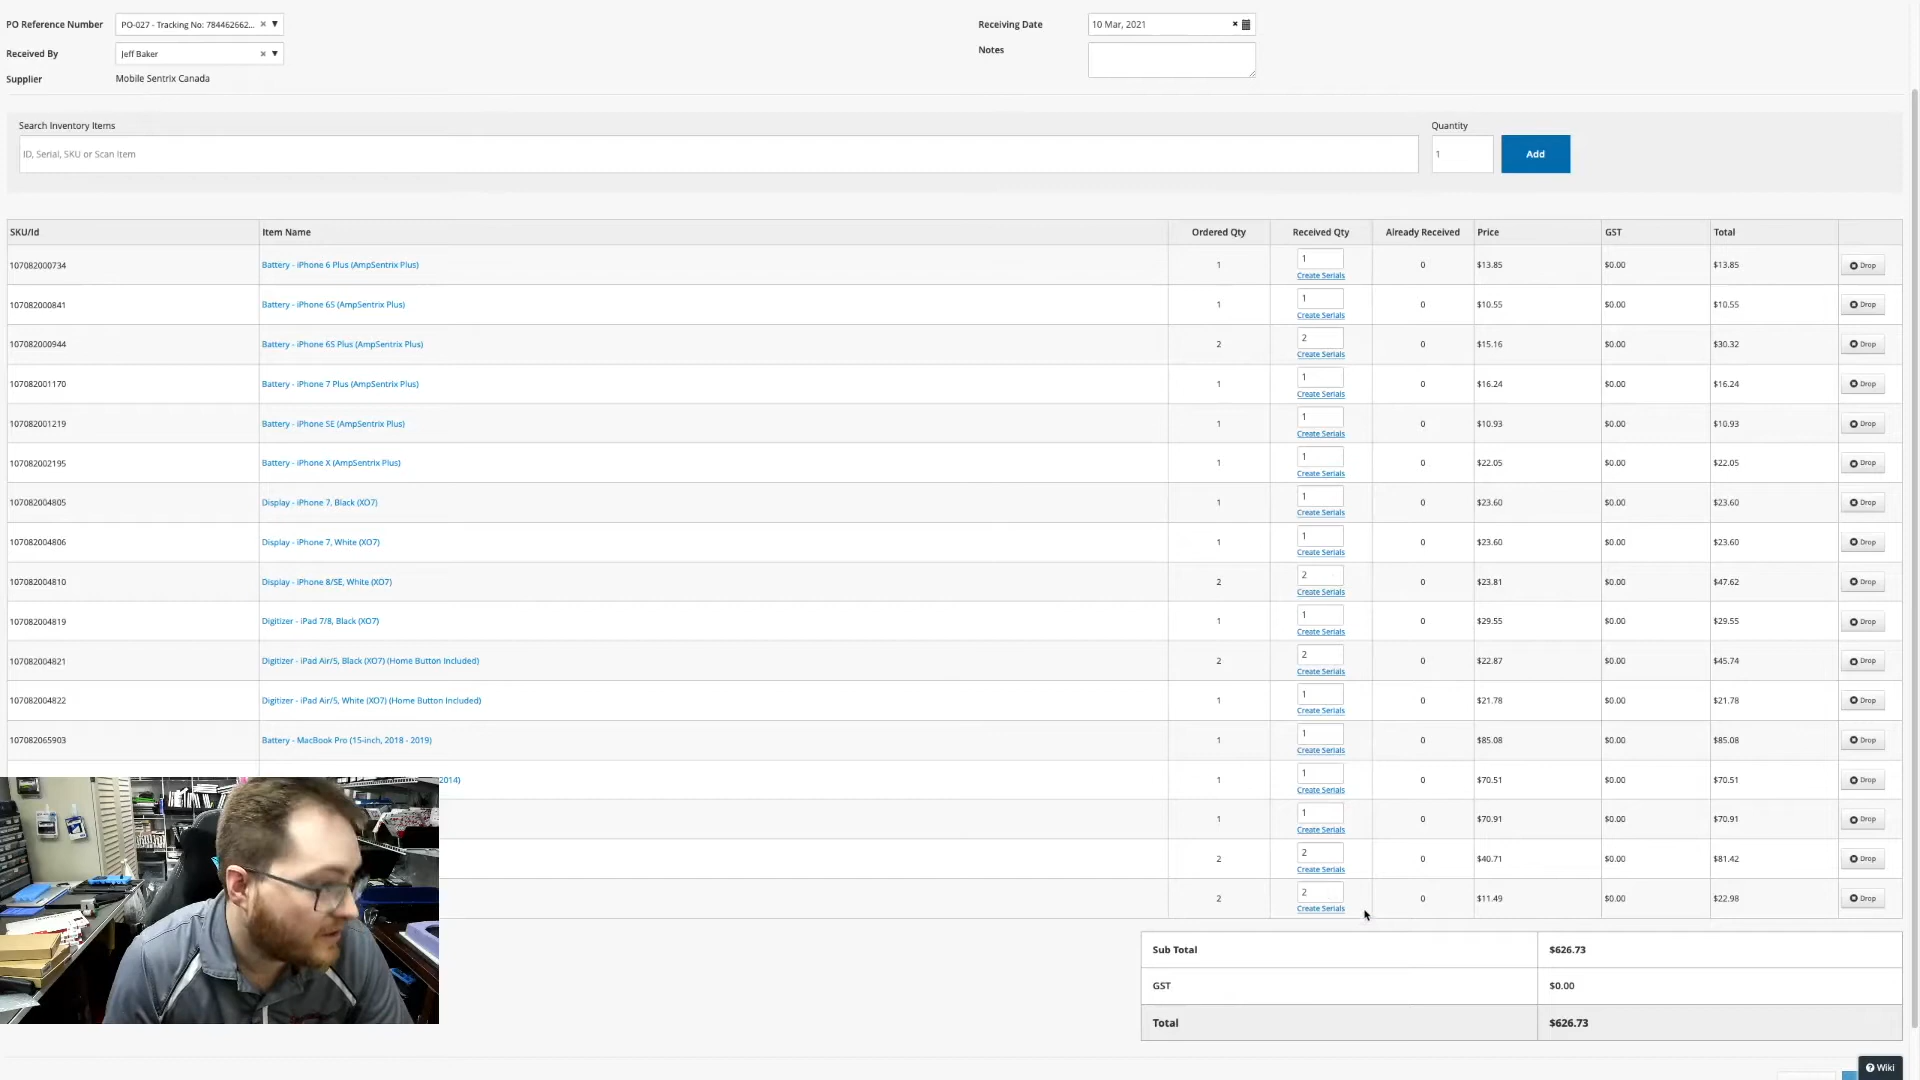 PO Reference Number PO-027 - Tracking No: 784462662... × ▼ Receiving Date 10 Mar, 2021 ×
Received By Jeff Baker × ▼ Notes
Supplier Mobile Sentrix Canada
Search Inventory Items Quantity
ID, Serial, SKU or Scan Item 1 Add
SKU/Id Item Name Ordered Qty Received Qty Already Received Price GST Total
107082000734 Battery - iPhone 6 Plus (AmpSentrix Plus) 1 1 Create Serials 0 $13.85 $0.00 $13.85 Drop
107082000841 Battery - iPhone 6S (AmpSentrix Plus) 1 1 Create Serials 0 $10.55 $0.00 $10.55 Drop
107082000944 Battery - iPhone 6S Plus (AmpSentrix Plus) 2 2 Create Serials 0 $15.16 $0.00 $30.32 Drop
107082001170 Battery - iPhone 7 Plus (AmpSentrix Plus) 1 1 Create Serials 0 $16.24 $0.00 $16.24 Drop
107082001219 Battery - iPhone SE (AmpSentrix Plus) 1 1 Create Serials 0 $10.93 $0.00 $10.93 Drop
107082002195 Battery - iPhone X (AmpSentrix Plus) 1 1 Create Serials 0 $22.05 $0.00 $22.05 Drop
107082004805 Display - iPhone 7, Black (XO7) 1 1 Create Serials 0 $23.60 $0.00 $23.60 Drop
107082004806 Display - iPhone 7, White (XO7) 1 1 Create Serials 0 $23.60 $0.00 $23.60 Drop
107082004810 Display - iPhone 8/SE, White (XO7) 2 2 Create Serials 0 $23.81 $0.00 $47.62 Drop
107082004819 Digitizer - iPad 7/8, Black (XO7) 1 1 Create Serials 0 $29.55 $0.00 $29.55 Drop
107082004821 Digitizer - iPad Air/5, Black (XO7) (Home Button Included) 2 2 Create Serials 0 $22.87 $0.00 $45.74 Drop
107082004822 Digitizer - iPad Air/5, White (XO7) (Home Button Included) 1 1 Create Serials 0 $21.78 $0.00 $21.78 Drop
107082065903 Battery - MacBook Pro (15-inch, 2018 - 2019) 1 1 Create Serials 0 $85.08 $0.00 $85.08 Drop
2014) 1 1 Create Serials 0 $70.51 $0.00 $70.51 Drop
1 1 Create Serials 0 $70.91 $0.00 $70.91 Drop
2 2 Create Serials 0 $40.71 $0.00 $81.42 Drop
2 2 Create Serials 0 $11.49 $0.00 $22.98 Drop
Sub Total $626.73
GST $0.00
Total $626.73
Wiki